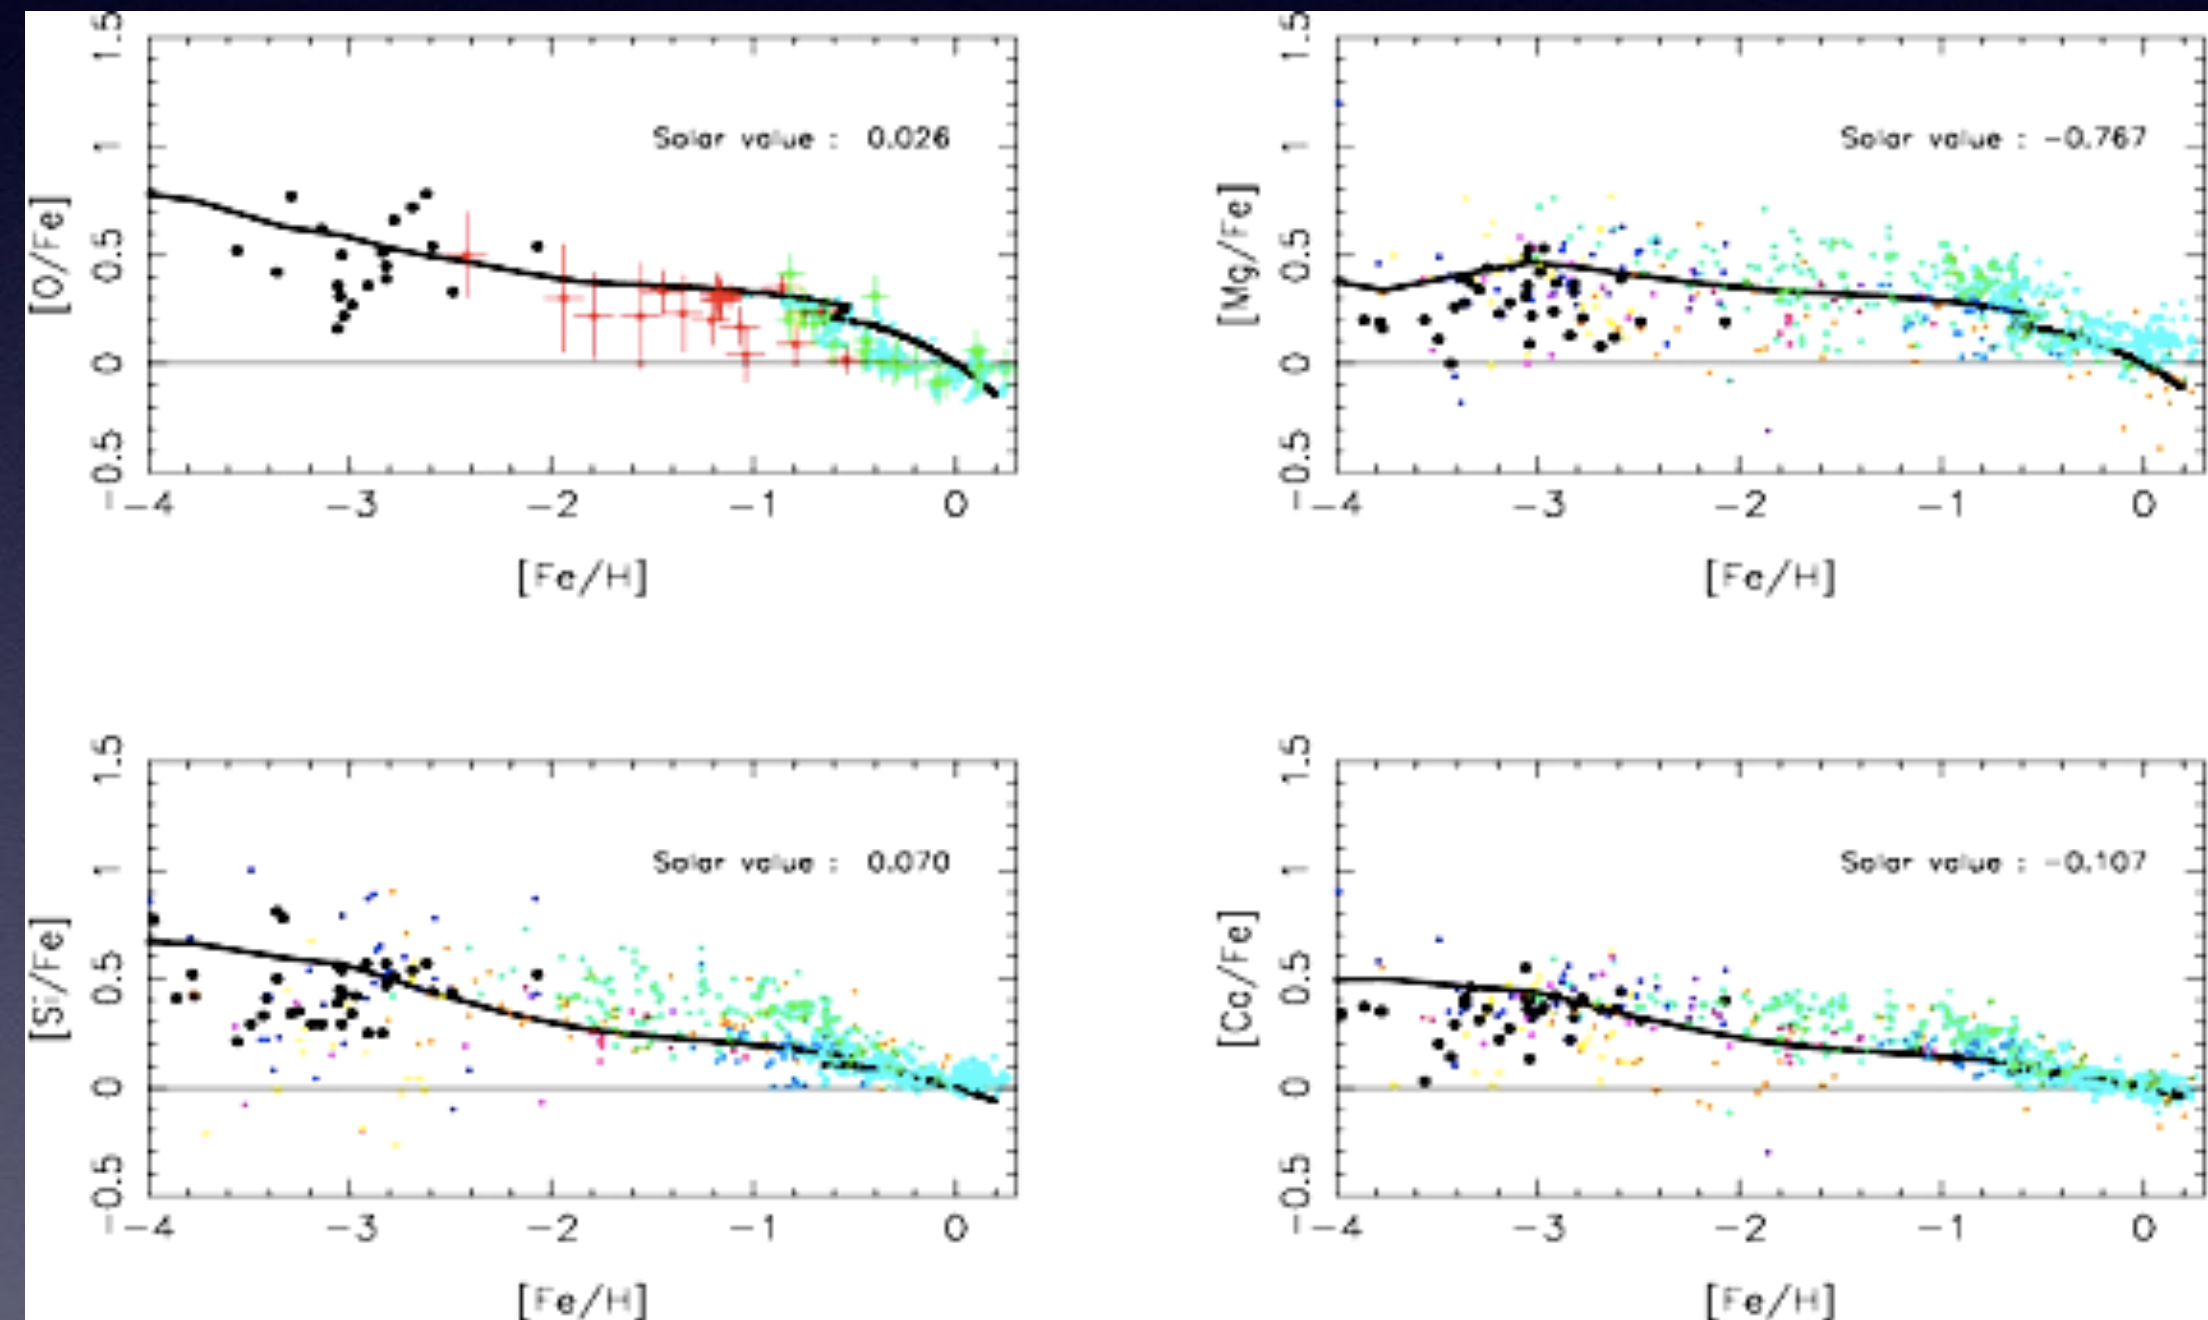 1.5
1
0.5
0
0.5
[O/Fe]
Solar value : 0.026
-4 -3 -2 -1 0
[Fe/H]
1.5
1
0.5
0
0.5
[Mg/Fe]
Solar value : -0.767
-4 -3 -2 -1 0
[Fe/H]
1.5
1
0.5
0
0.5
[Si/Fe]
Solar value : 0.070
-4 -3 -2 -1 0
[Fe/H]
1.5
1
0.5
0
0.5
[Ca/Fe]
Solar value : -0.107
-4 -3 -2 -1 0
[Fe/H]